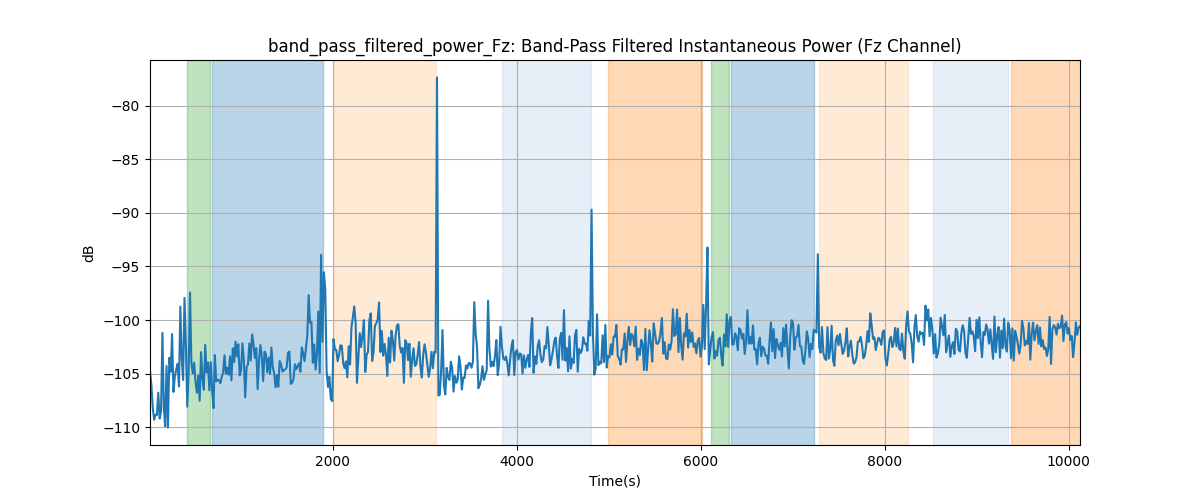 band_pass_filtered_power_Fz: Band-Pass Filtered Instantaneous Power (Fz Channel)
−80
−85
−90
−95
−100
−105
−110
dB
2000 4000 6000 8000 10000
Time(s)